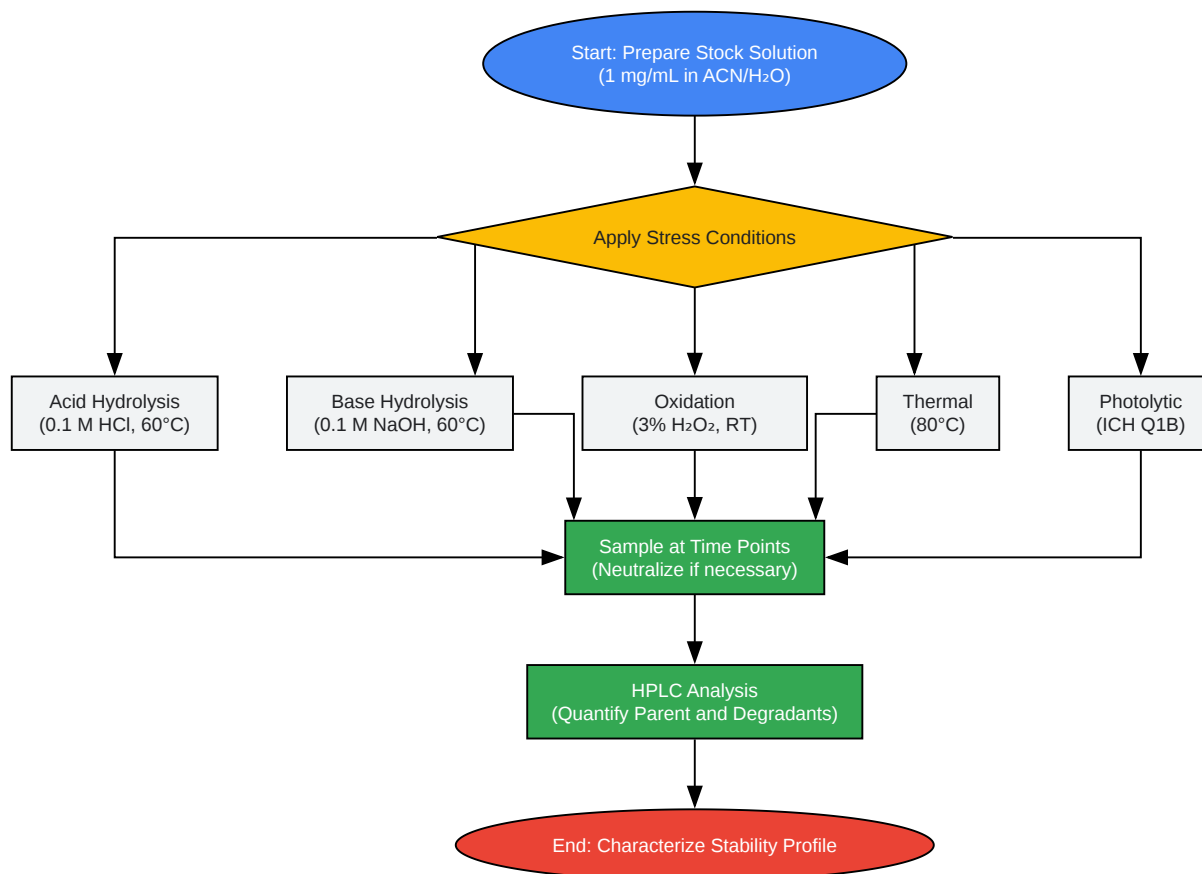 Start: Prepare Stock Solution
(1 mg/mL in ACN/H₂O)
Apply Stress Conditions
Acid Hydrolysis
(0.1 M HCl, 60°C)
Base Hydrolysis
(0.1 M NaOH, 60°C)
Oxidation
(3% H₂O₂, RT)
Thermal
(80°C)
Photolytic
(ICH Q1B)
Sample at Time Points
(Neutralize if necessary)
HPLC Analysis
(Quantify Parent and Degradants)
End: Characterize Stability Profile